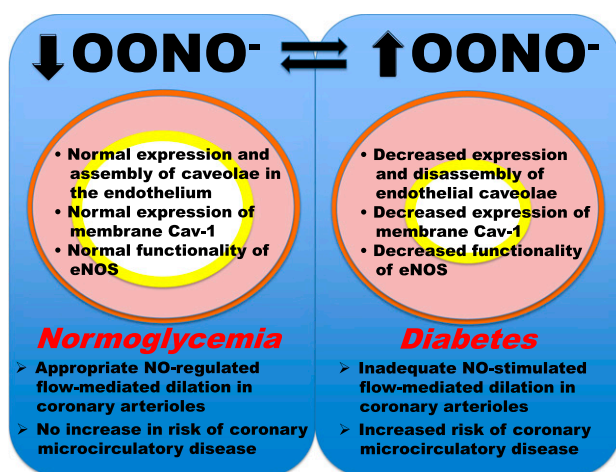 OONO-
• Normal expression and
assembly of caveolae in
the endothelium
• Normal expression of
membrane Cav-1
• Normal functionality of
eNOS
Normoglycemia
➢ Appropriate NO-regulated
flow-mediated dilation in
coronary arterioles
➢ No increase in risk of coronary
microcirculatory disease
OONO-
• Decreased expression
and disassembly of
endothelial caveolae
• Decreased expression of
membrane Cav-1
• Decreased functionality
of eNOS
Diabetes
➢ Inadequate NO-stimulated
flow-mediated dilation in
coronary arterioles
➢ Increased risk of coronary
microcirculatory disease